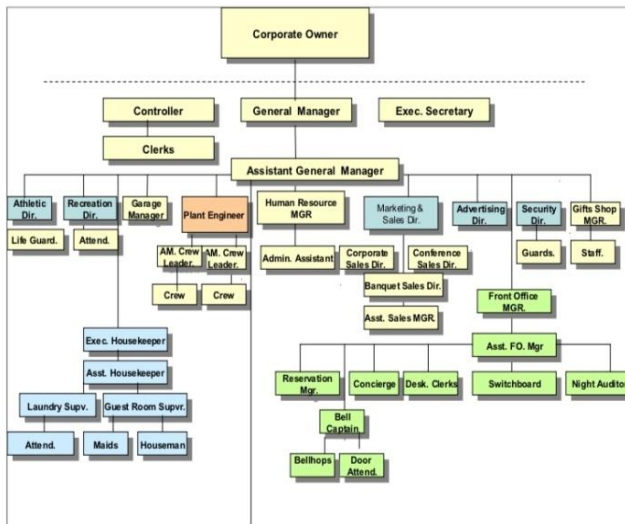 Corporate Owner
Controller
General Manager
Exec. Secretary
Clerks
Assistant General Manager
Athletic
Dir.
Recreation
Dir.
Garage
Manager
Plant Engineer
Human Resource
MGR
Marketing &
Sales Dir.
Advertising
Dir.
Security
Dir.
Gifts Shop
MGR.
Life Guard.
Attend.
AM. Crew
Leader.
AM. Crew
Leader.
Admin. Assistant
Corporate
Sales Dir.
Conference
Sales Dir.
Guards.
Staff.
Crew
Crew
Banquet Sales Dir.
Asst. Sales MGR.
Front Office
MGR.
Exec. Housekeeper
Asst. FO. Mgr
Asst. Housekeeper
Reservation
Mgr.
Concierge
Desk. Clerks
Switchboard
Night Auditor
Laundry Supv.
Guest Room Supvr.
Bell
Captain
Attend.
Maids
Houseman
Bellhops
Door
Attend.